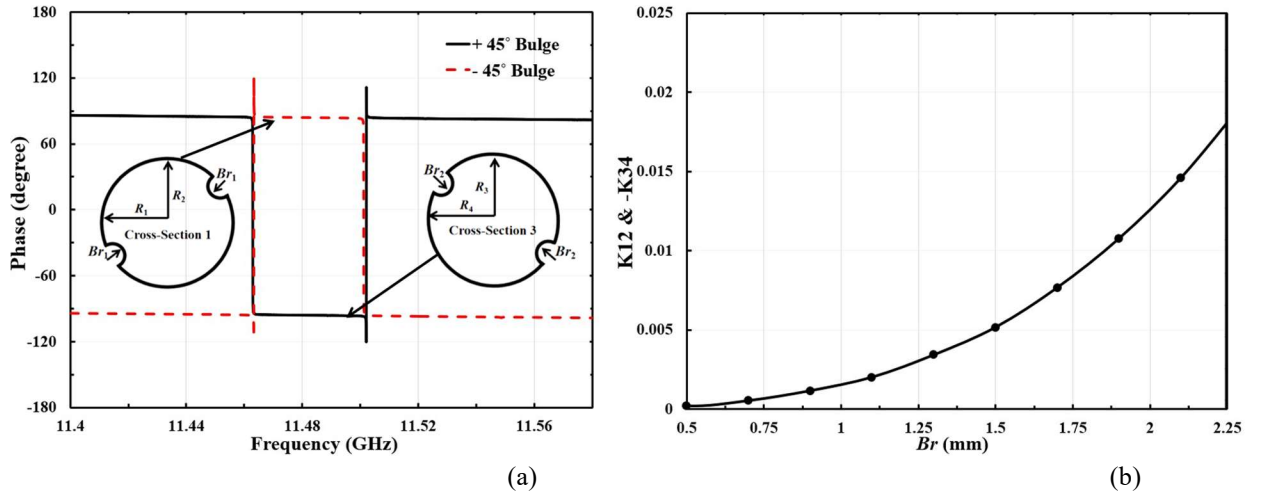 180
120
60
0
-60
-120
-180
Phase (degree)
11.4
11.44
11.48
11.52
11.56
Frequency (GHz)
+ 45° Bulge
- 45° Bulge
Br1
R2
R1
Cross-Section 1
Br1
Br2
R3
R4
Cross-Section 3
Br2
(a)
0.025
0.02
0.015
0.01
0.005
0
K12 & -K34
0.5
0.75
1
1.25
1.5
1.75
2
2.25
Br (mm)
(b)